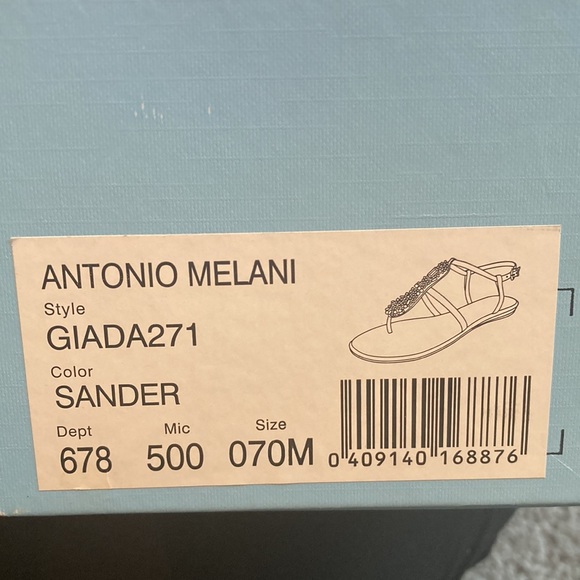 ANTONIO MELANI
Style
GIADA271
Color
SANDER
Dept Mic Size
678 500 070M
0 409140 168876